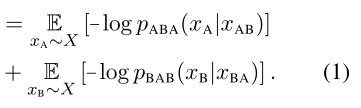 = 𝔼_{x_A∼X} [−log p_{ABA}(x_A|x_{AB})]
+ 𝔼_{x_B∼X} [−log p_{BAB}(x_B|x_{BA})] . (1)